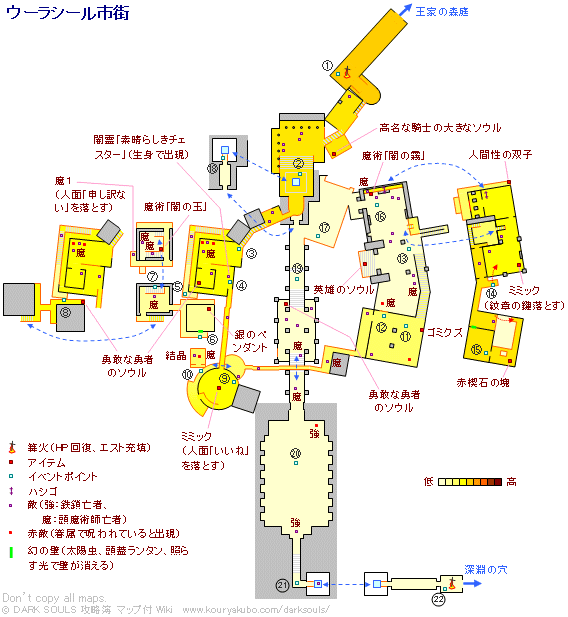 ウーラシール市街
王家の森庭
①
高名な騎士の大きなソウル
闇霊「素晴らしきチェスター」(生身で出現)
⑱
②
魔術「闇の霧」
人間性の双子
魔1
(人面「申し訳ない」を落とす)
魔術「闇の玉」
魔
魔
魔
魔
魔
⑯
⑰
③
⑬
⑦
⑲
④
⑤
英雄のソウル
魔
魔
⑭
ミミック
(紋章の鍵落とす)
⑧
⑥
銀のペンダント
⑫
⑪
ゴミクズ
⑮
勇敢な勇者のソウル
結晶
魔
魔
魔
⑩
⑨
赤楔石の塊
勇敢な勇者のソウル
魔
ミミック
(人面「いいね」を落とす)
強
⑳
強
篝火(HP回復、エスト充填)
アイテム
イベントポイント
ハシゴ
敵(強:鉄鎖亡者、
魔:頭魔術師亡者)
赤敵(眷属で呪われていると出現)
幻の壁(太陽虫、頭蓋ランタン、照らす光で壁が消える)
低
高
㉑
㉒
深淵の穴
Don't copy all maps.
© DARK SOULS 攻略簿 マップ付 Wiki www.kouryakubo.com/darksouls/